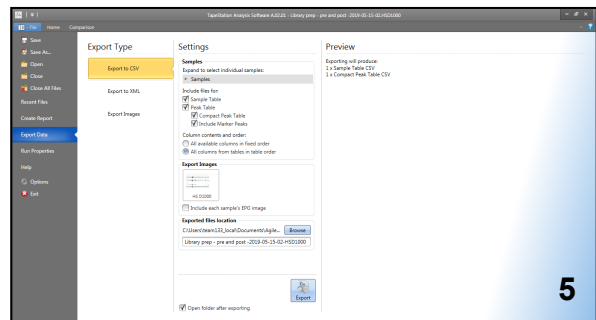 TapeStation Analysis Software A.02.01 - Library prep - pre and post -2019-05-15-02.HSD1000
File Home Comparison
Save
Save As...
Open
Close
Close All Files
Recent Files
Create Report
Export Data
Run Properties
Help
Options
Exit
Export Type
Export to CSV
Export to XML
Export Images
Settings
Samples
Expand to select individual samples:
Samples
Include files for:
Sample Table
Peak Table
Compact Peak Table
Include Marker Peaks
Column contents and order:
All available columns in fixed order
All columns from tables in table order
Export Images
HS D1000
Include each sample's EPG image
Exported files location
C:\Users\team133_local\Documents\Agile... Browse
Library prep - pre and post -2019-05-15-02-HSD1000
Export
Open folder after exporting
Preview
Exporting will produce:
1 x Sample Table CSV
1 x Compact Peak Table CSV
5